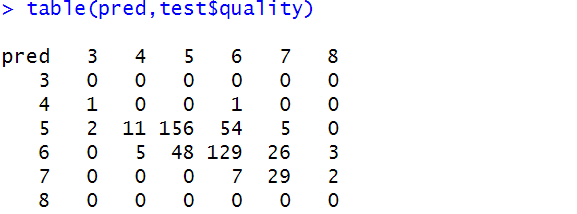 > table(pred,test$quality)
pred 3 4 5 6 7 8
3 0 0 0 0 0 0
4 1 0 0 1 0 0
5 2 11 156 54 5 0
6 0 5 48 129 26 3
7 0 0 0 7 29 2
8 0 0 0 0 0 0